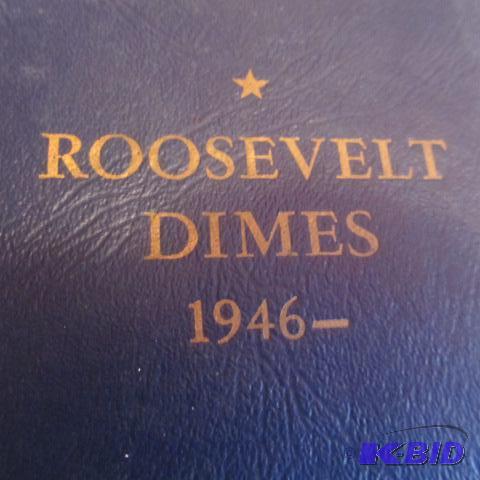 ROOSEVELT
DIMES
1946–
K-BID